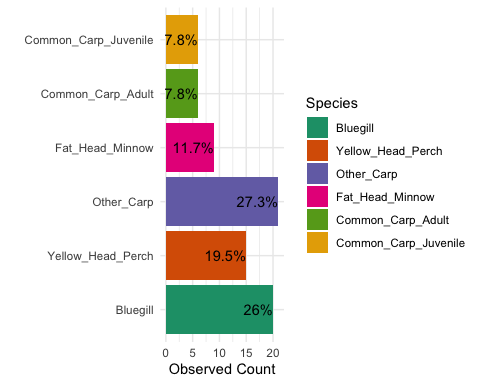 Common_Carp_Juvenile
7.8%
Common_Carp_Adult
7.8%
Fat_Head_Minnow
11.7%
Other_Carp
27.3%
Yellow_Head_Perch
19.5%
Bluegill
26%
0 5 10 15 20
Observed Count
Species
Bluegill
Yellow_Head_Perch
Other_Carp
Fat_Head_Minnow
Common_Carp_Adult
Common_Carp_Juvenile